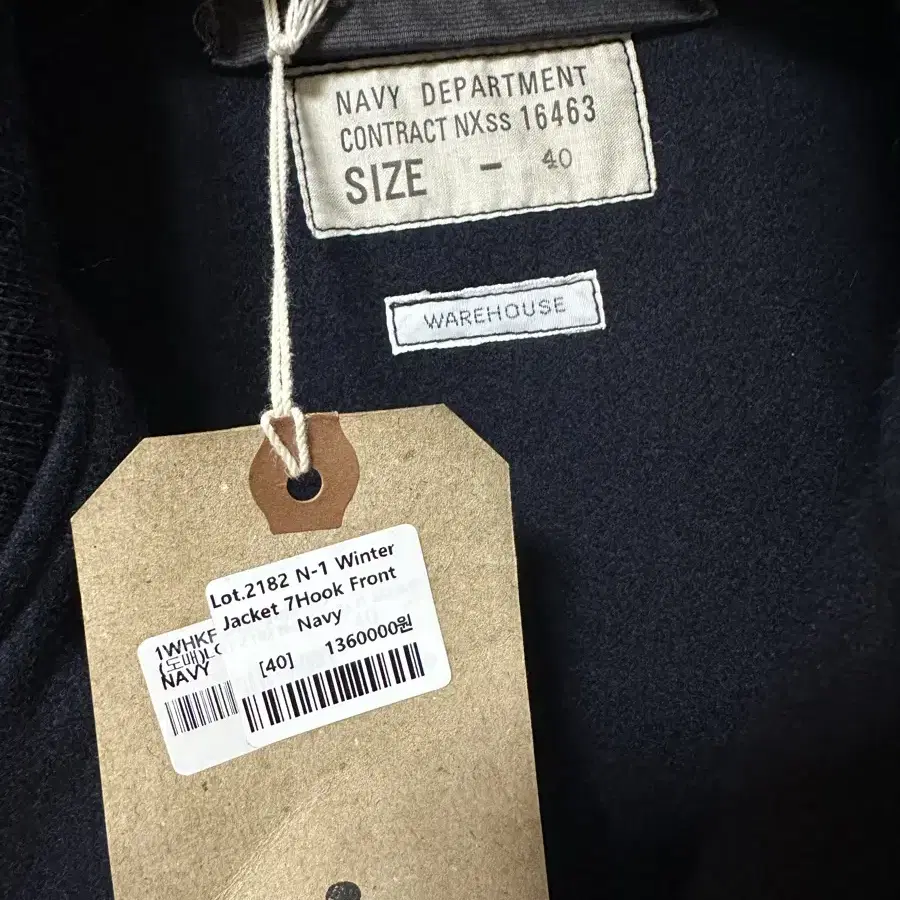 NAVY DEPARTMENT
CONTRACT NXss 16463
SIZE - 40
WAREHOUSE
Lot.2182 N-1 Winter
Jacket 7Hook Front
Navy
[40] 1360000원
(도매)
NAVY